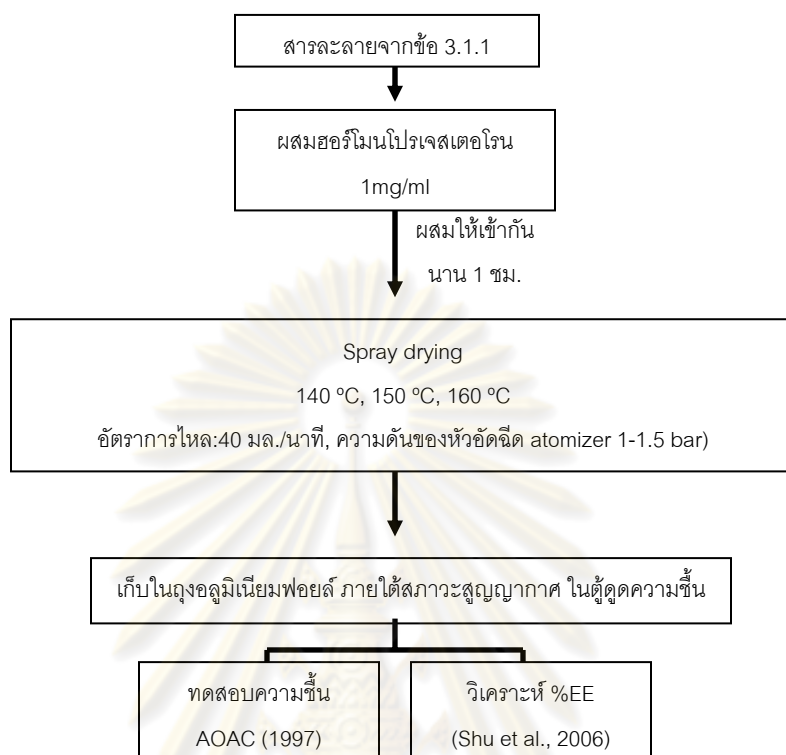 สารละลายจากข้อ 3.1.1
ผสมฮอร์โมนโปรเจสเตอโรน
1mg/ml
ผสมให้เข้ากัน
นาน 1 ชม.
Spray drying
140 ºC, 150 ºC, 160 ºC
อัตราการไหล:40 มล./นาที, ความดันของหัวอัดฉีด atomizer 1-1.5 bar)
เก็บในถุงอลูมิเนียมฟอยล์ ภายใต้สภาวะสูญญากาศ ในตู้ดูดความชื้น
ทดสอบความชื้น
AOAC (1997)
วิเคราะห์ %EE
(Shu et al., 2006)